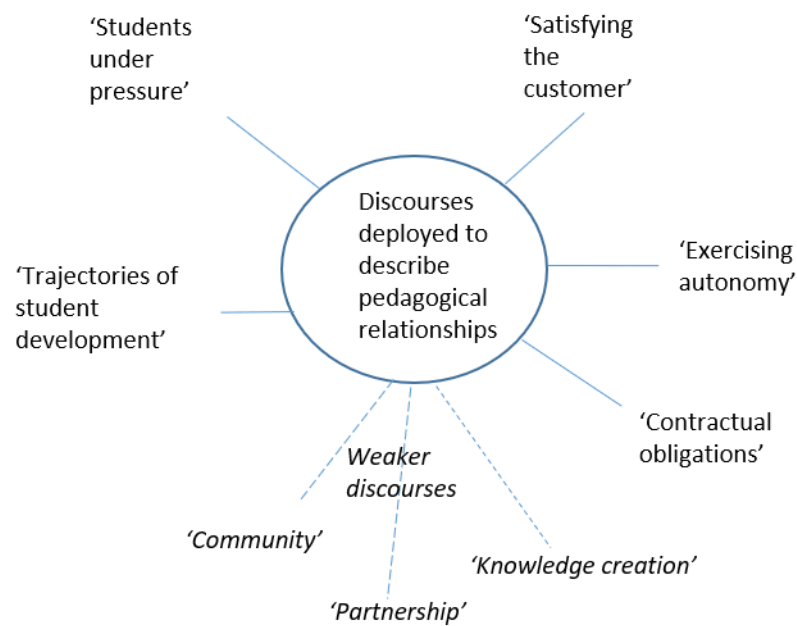 ‘Students
under
pressure’
‘Satisfying
the
customer’
Discourses
deployed to
describe
pedagogical
relationships
‘Exercising
autonomy’
‘Trajectories of
student
development’
‘Contractual
obligations’
Weaker
discourses
‘Community’
‘Knowledge creation’
‘Partnership’